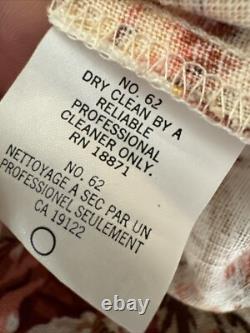 NO. 62
DRY CLEAN BY A
RELIABLE
PROFESSIONAL
CLEANER ONLY.
RN 18871
NO. 62
NETTOYAGE A SEC PAR UN
PROFESSIONEL SEULEMENT
CA 19122